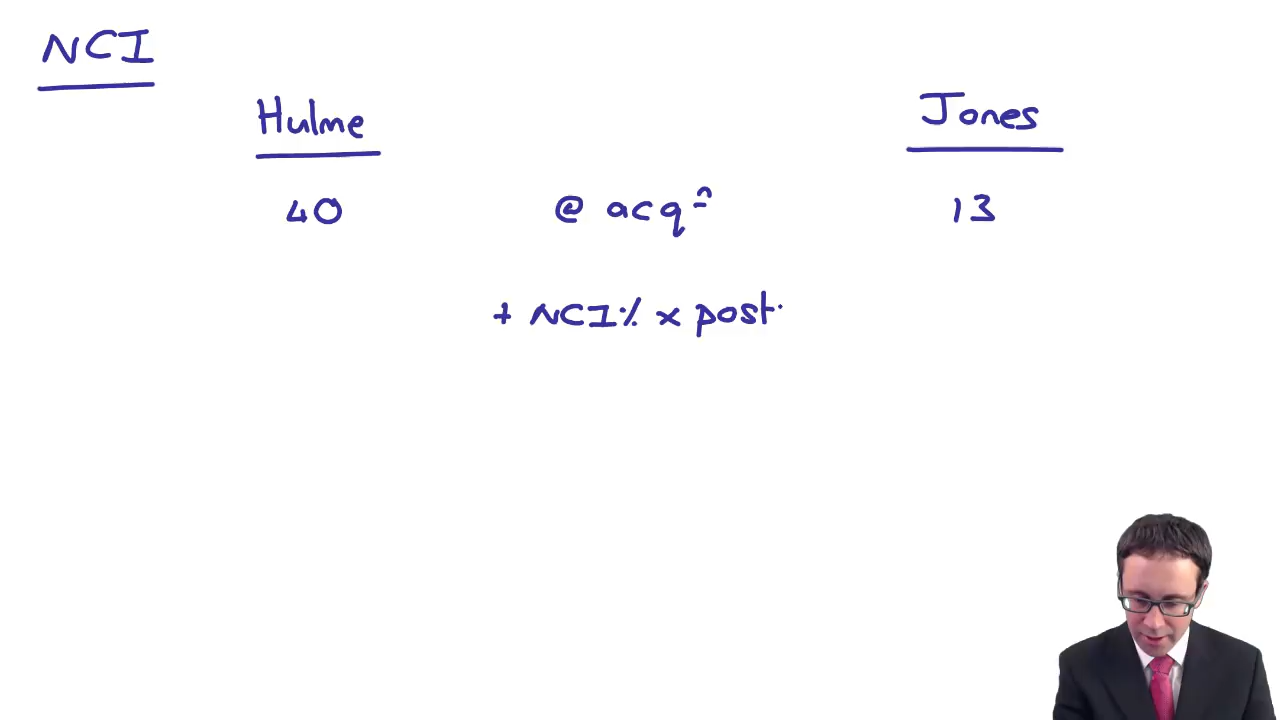 NCI
Hulme Jones
40 @ acqⁿ 13
+ NCI% x post